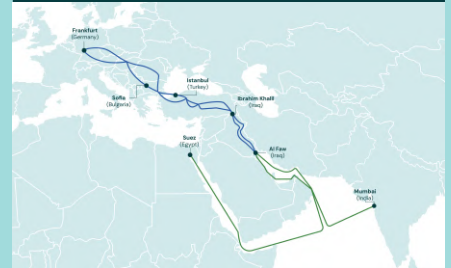 Frankfurt
(Germany)
Istanbul
(Turkey)
Sofia
(Bulgaria)
Ibrahim Khalil
(Iraq)
Suez
(Egypt)
Al Faw
(Iraq)
Mumbai
(India)